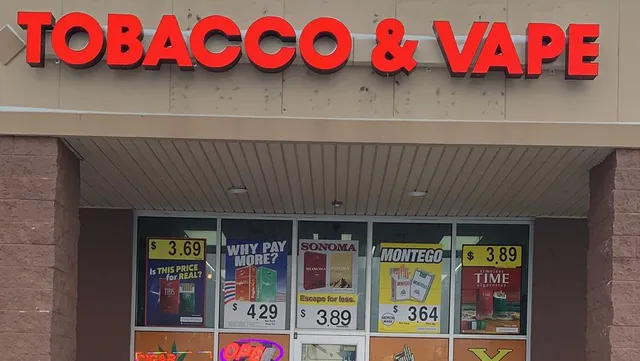 TOBACCO & VAPE
$ 3.69
Is THIS PRICE
for REAL?
WHY PAY
MORE?
$ 4 29
SONOMA
Escape for less.
$ 3.89
MONTEGO
$ 3 64
$ 3.89
timeless
TIME
OPEN